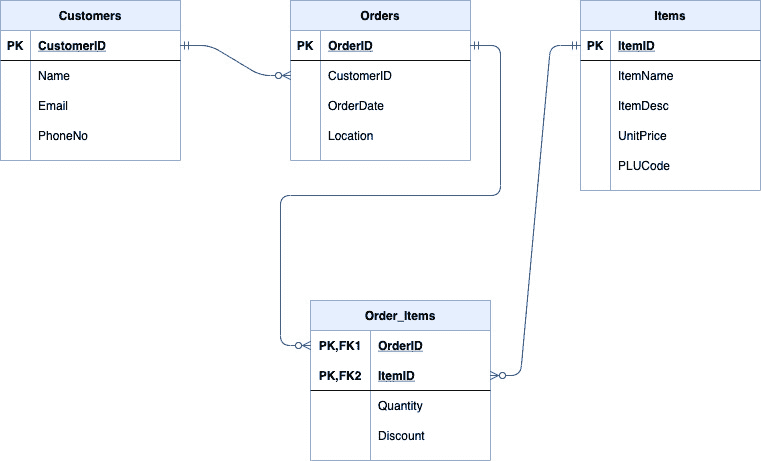 Customers
PK CustomerID
Name
Email
PhoneNo
Orders
PK OrderID
CustomerID
OrderDate
Location
Items
PK ItemID
ItemName
ItemDesc
UnitPrice
PLUCode
Order_Items
PK,FK1 OrderID
PK,FK2 ItemID
Quantity
Discount